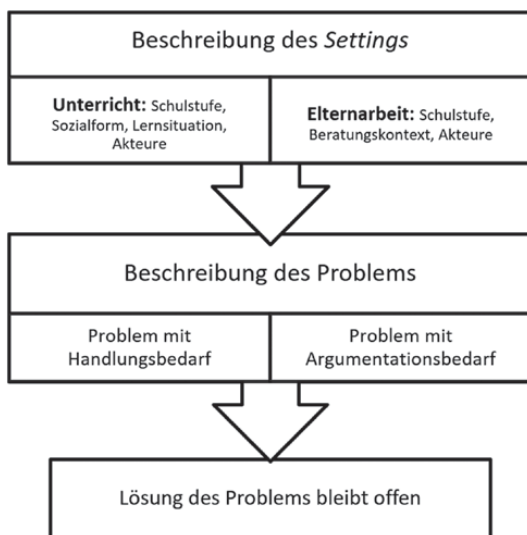 Beschreibung des Settings
Unterricht: Schulstufe,
Sozialform, Lernsituation,
Akteure
Elternarbeit: Schulstufe,
Beratungskontext, Akteure
Beschreibung des Problems
Problem mit
Handlungsbedarf
Problem mit
Argumentationsbedarf
Lösung des Problems bleibt offen